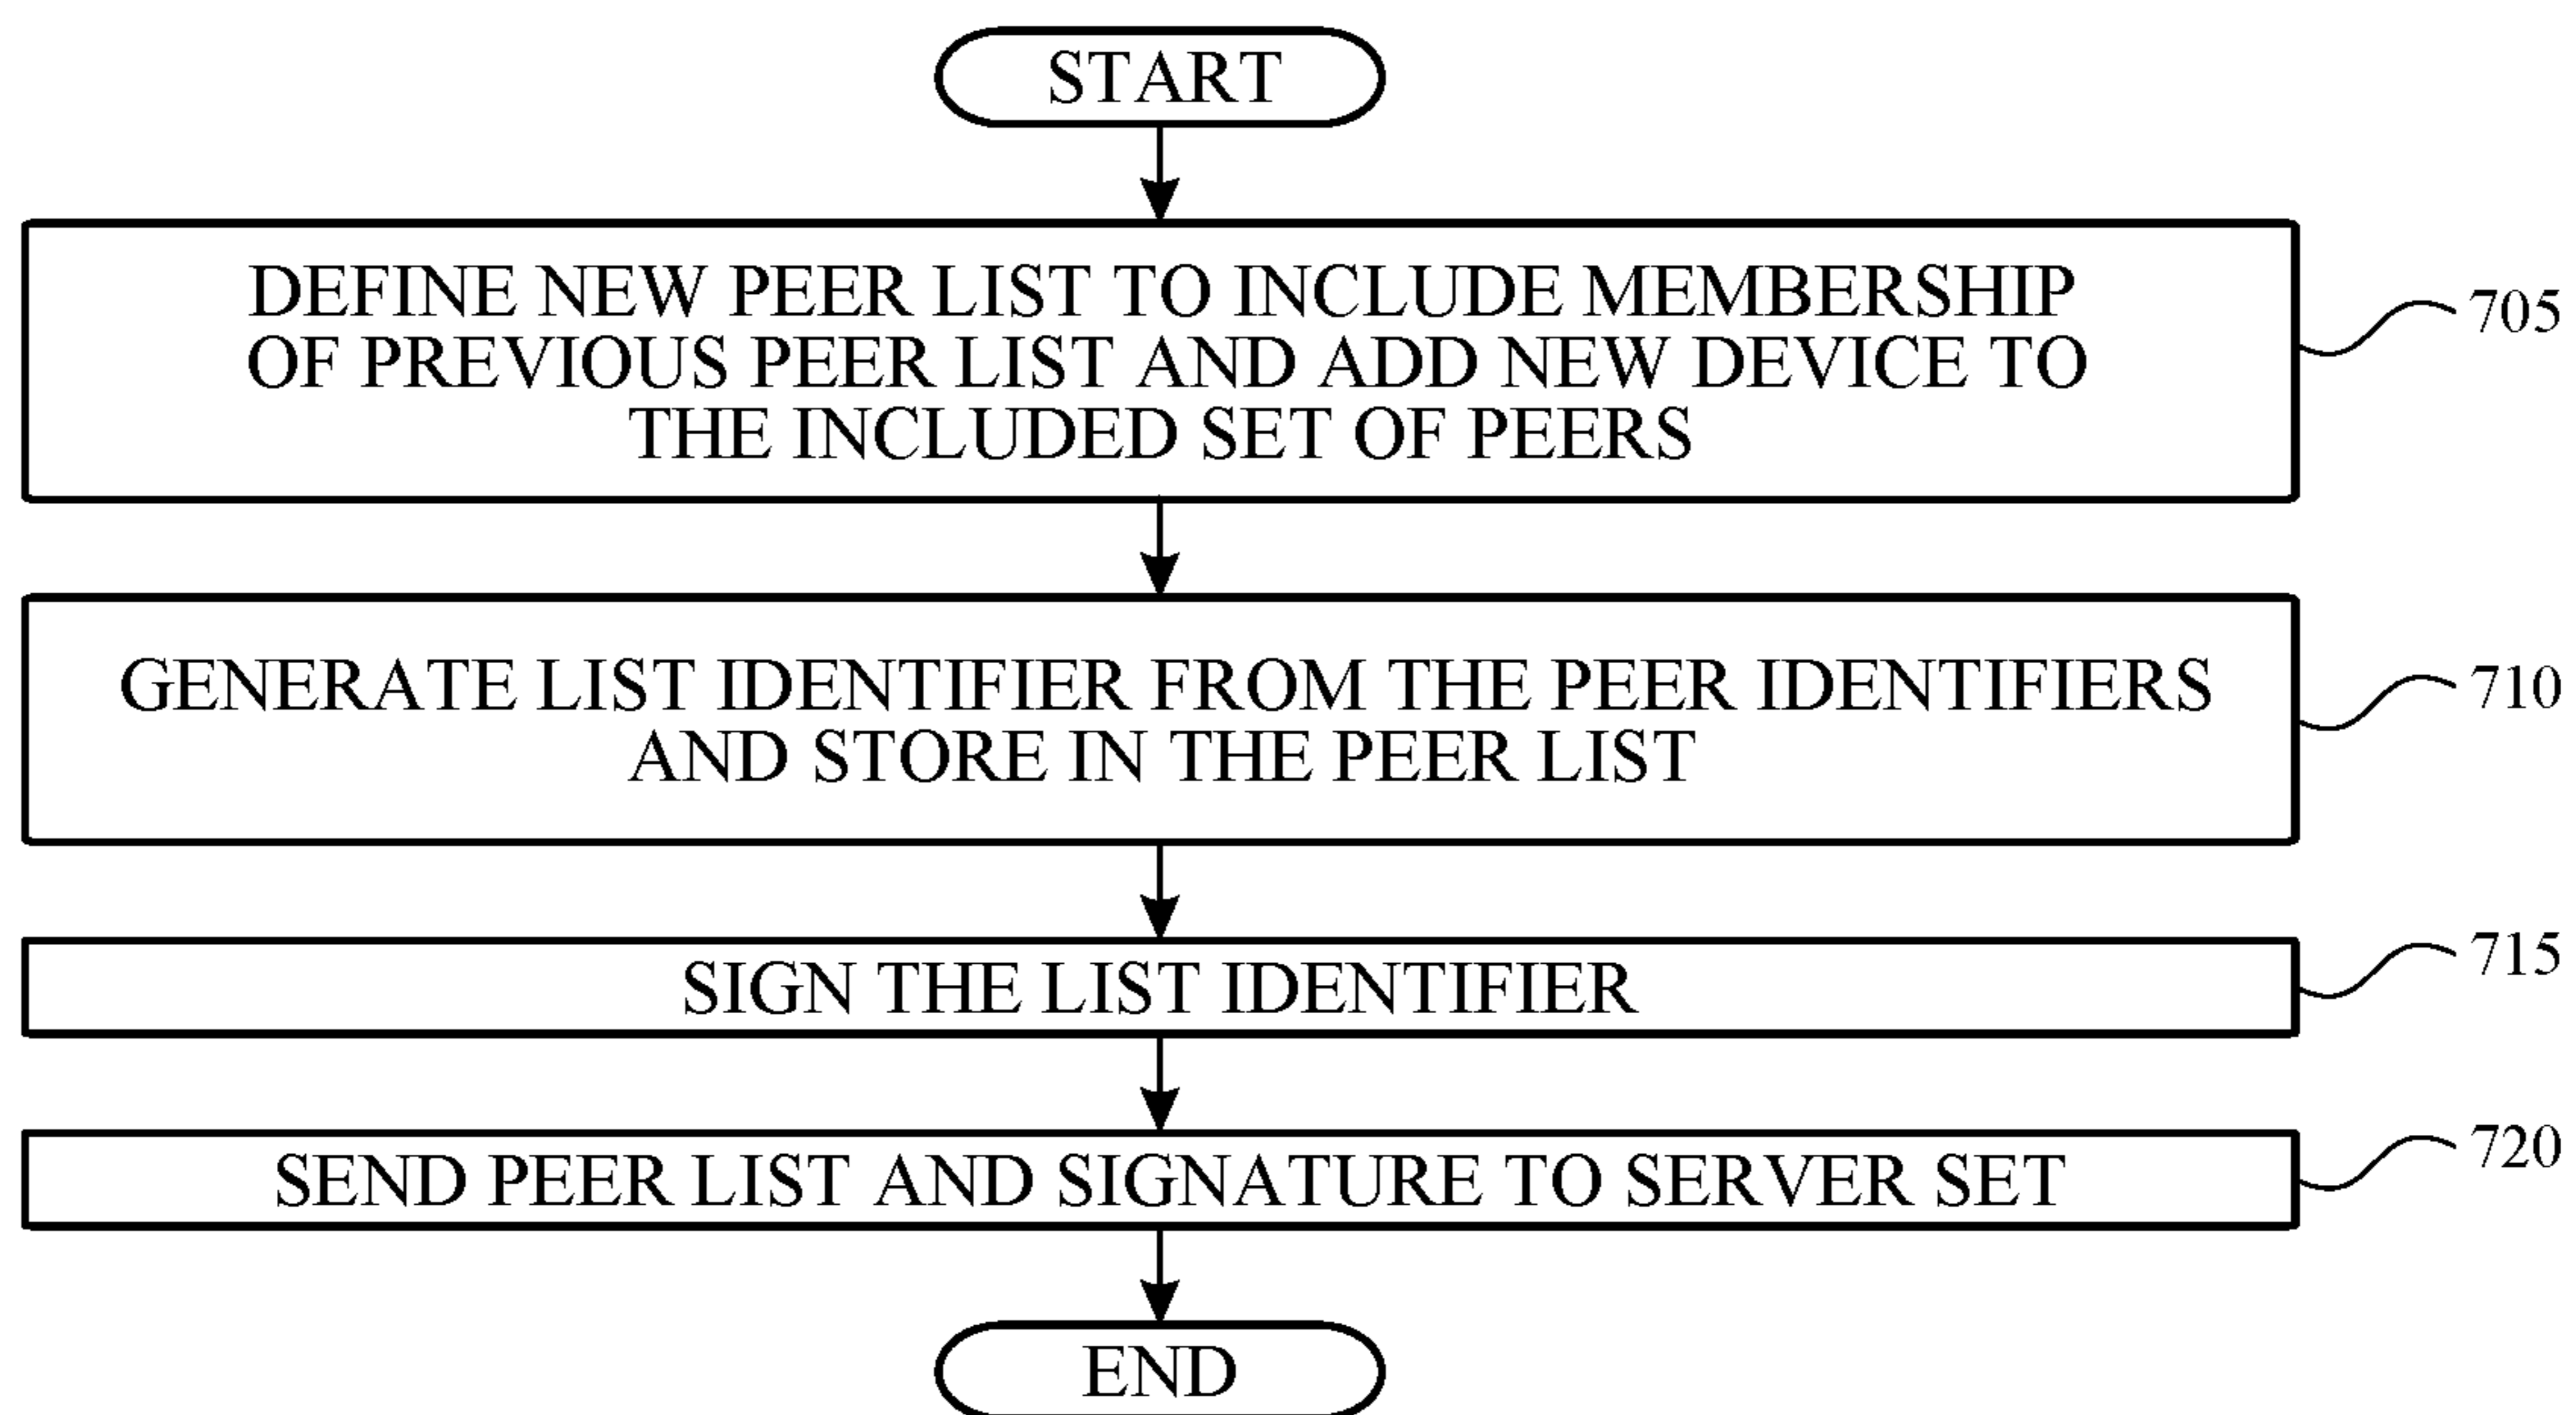 START
DEFINE NEW PEER LIST TO INCLUDE MEMBERSHIP
OF PREVIOUS PEER LIST AND ADD NEW DEVICE TO
THE INCLUDED SET OF PEERS
705
GENERATE LIST IDENTIFIER FROM THE PEER IDENTIFIERS
AND STORE IN THE PEER LIST
710
SIGN THE LIST IDENTIFIER
715
SEND PEER LIST AND SIGNATURE TO SERVER SET
720
END